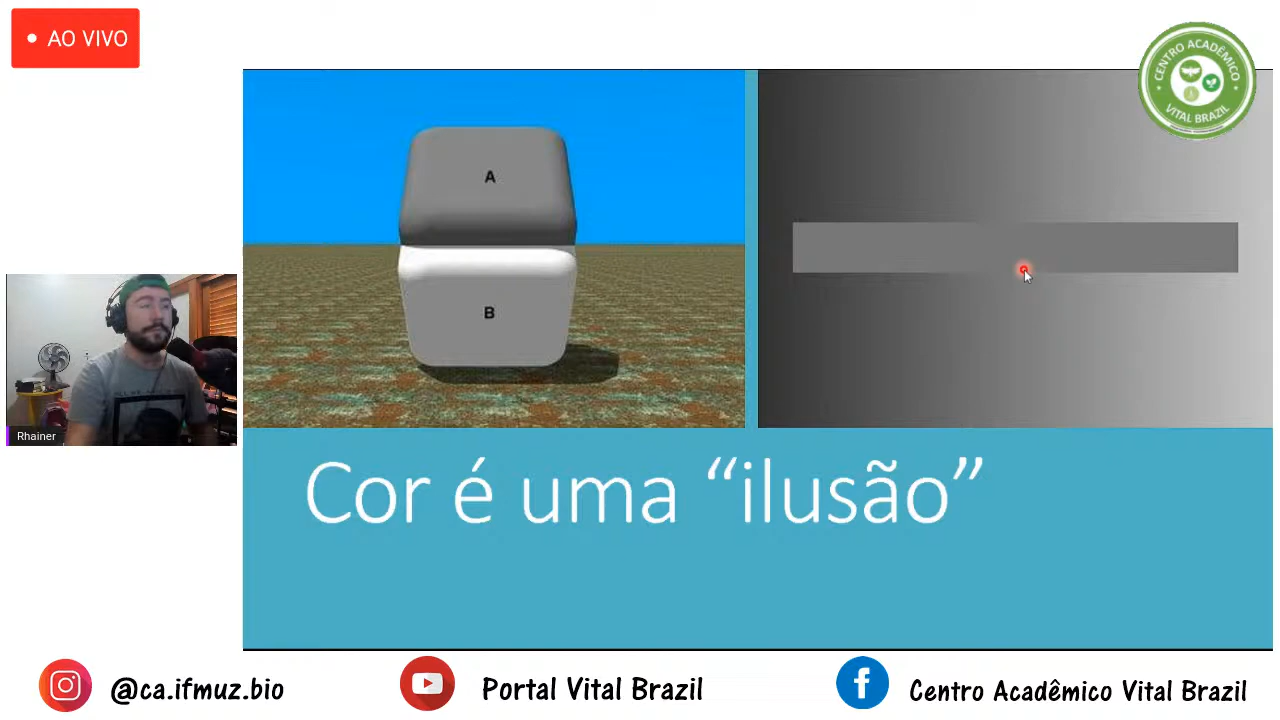 • AO VIVO
CENTRO ACADÊMICO
VITAL BRAZIL
A
B
Rhainer
Cor é uma “ilusão”
@ca.ifmuz.bio
Portal Vital Brazil
Centro Acadêmico Vital Brazil